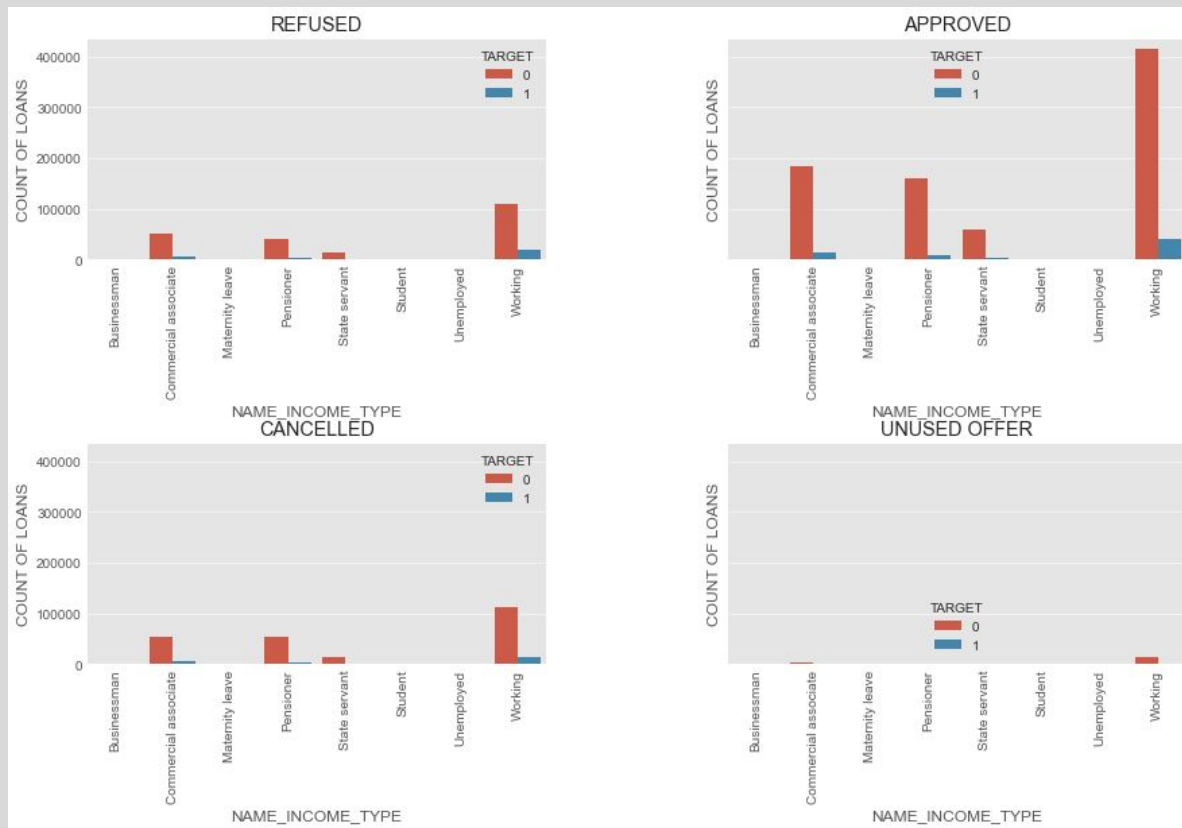 REFUSED
COUNT OF LOANS
400000
300000
200000
100000
0
TARGET
0
1
Businessman
Commercial associate
Maternity leave
Pensioner
State servant
Student
Unemployed
Working
NAME_INCOME_TYPE
APPROVED
COUNT OF LOANS
TARGET
0
1
Businessman
Commercial associate
Maternity leave
Pensioner
State servant
Student
Unemployed
Working
NAME_INCOME_TYPE
CANCELLED
COUNT OF LOANS
400000
300000
200000
100000
0
TARGET
0
1
Businessman
Commercial associate
Maternity leave
Pensioner
State servant
Student
Unemployed
Working
NAME_INCOME_TYPE
UNUSED OFFER
COUNT OF LOANS
TARGET
0
1
Businessman
Commercial associate
Maternity leave
Pensioner
State servant
Student
Unemployed
Working
NAME_INCOME_TYPE